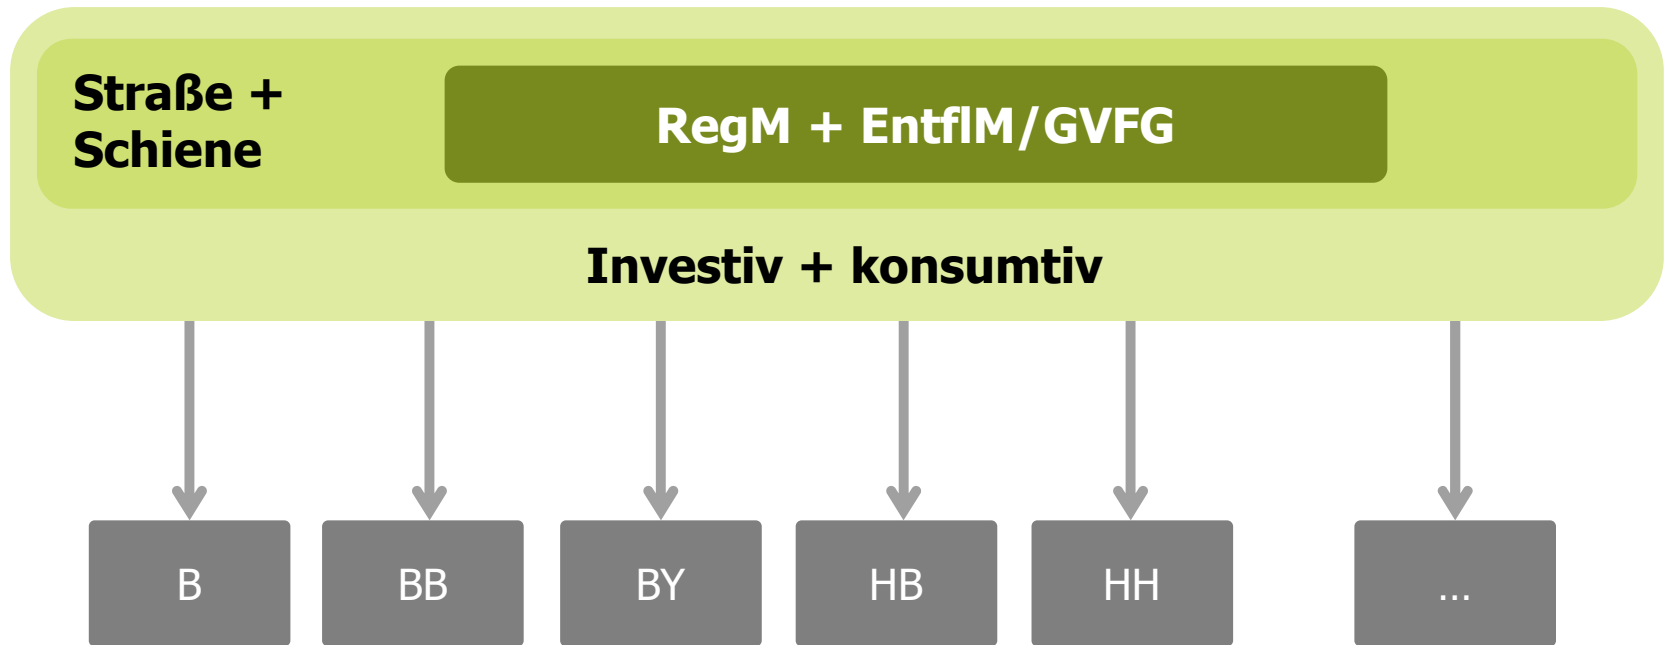 Straße +
Schiene
RegM + EntflM/GVFG
Investiv + konsumtiv
B
BB
BY
HB
HH
...